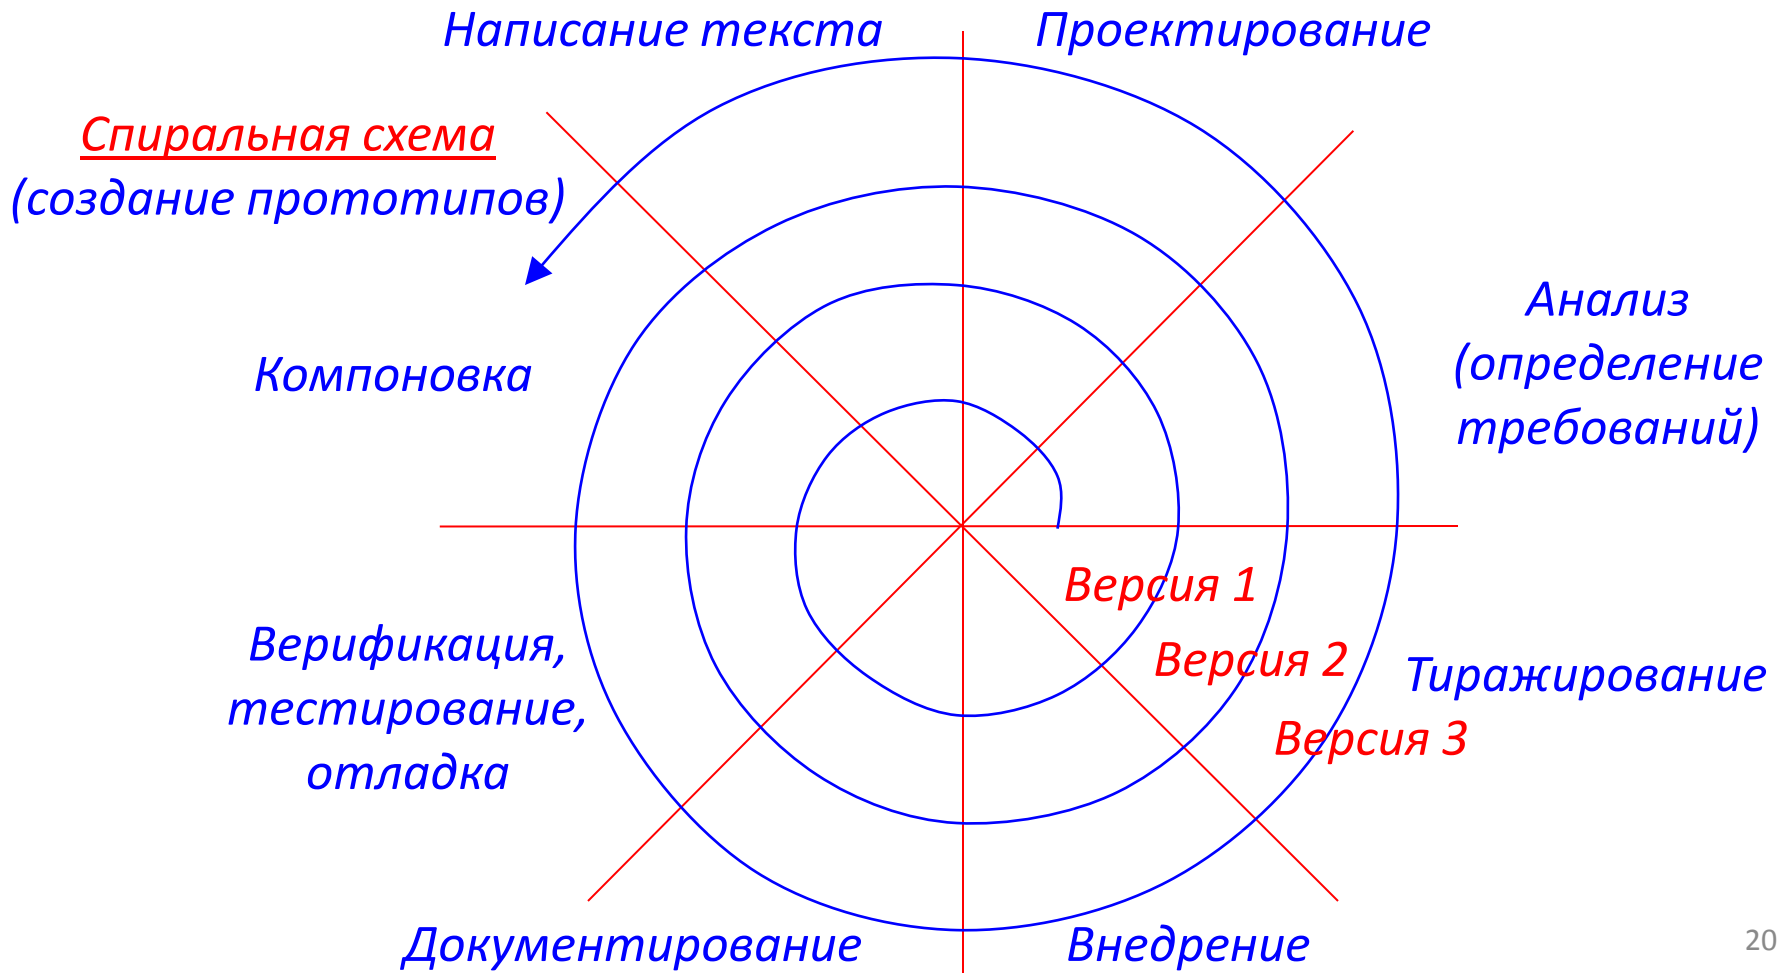 Написание текста
Проектирование
Спиральная схема
(создание прототипов)
Анализ
(определение
требований)
Компоновка
Версия 1
Верификация,
тестирование,
отладка
Версия 2
Тиражирование
Версия 3
Документирование
Внедрение
20